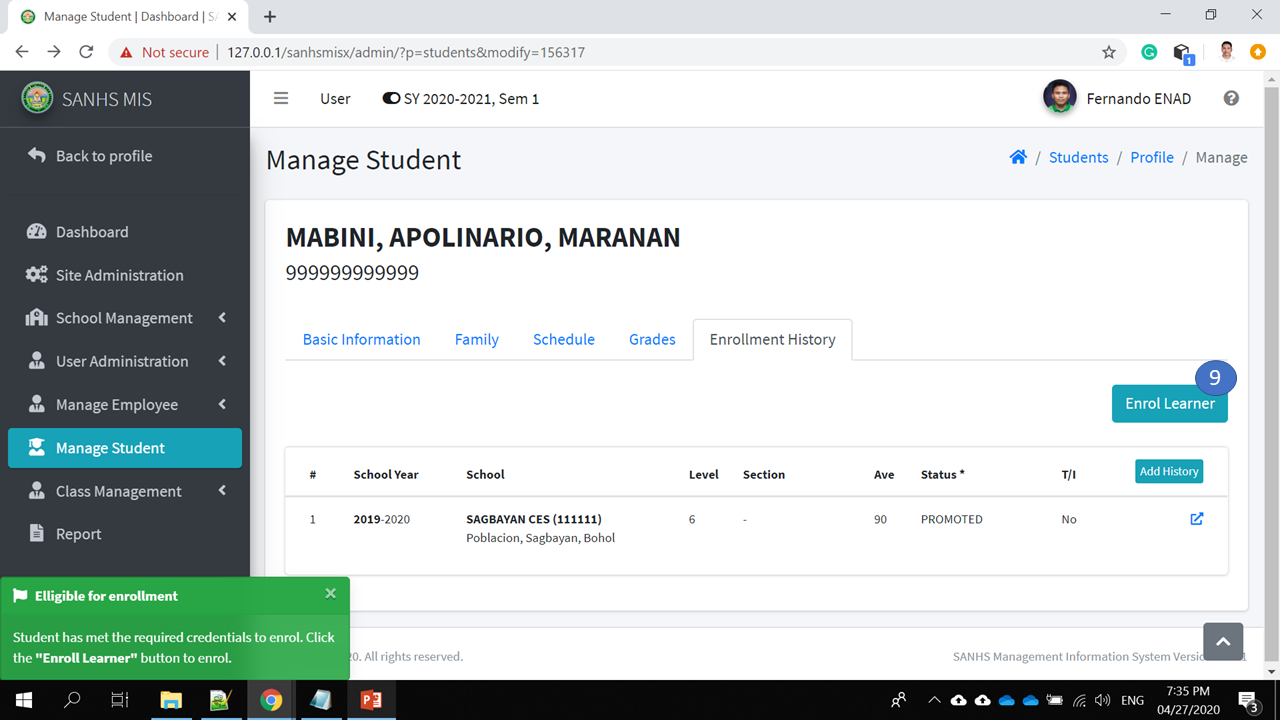 Manage Student | Dashboard | S
Not secure | 127.0.0.1/sanhsmisx/admin/?p=students&modify=156317
1
SANHS MIS
User
SY 2020-2021, Sem 1
Fernando ENAD
Back to profile
Dashboard
Site Administration
School Management
User Administration
Manage Employee
Manage Student
Class Management
Report
Manage Student
/ Students / Profile / Manage
MABINI, APOLINARIO, MARANAN
999999999999
Basic Information
Family
Schedule
Grades
Enrollment History
9
Enrol Learner
# School Year School Level Section Ave Status * T/I Add History
1 2019-2020 SAGBAYAN CES (111111) 6 - 90 PROMOTED No
Poblacion, Sagbayan, Bohol
Elligible for enrollment
Student has met the required credentials to enrol. Click
the "Enroll Learner" button to enrol.
20. All rights reserved.
SANHS Management Information System Versi
1
ENG
7:35 PM
04/27/2020
3